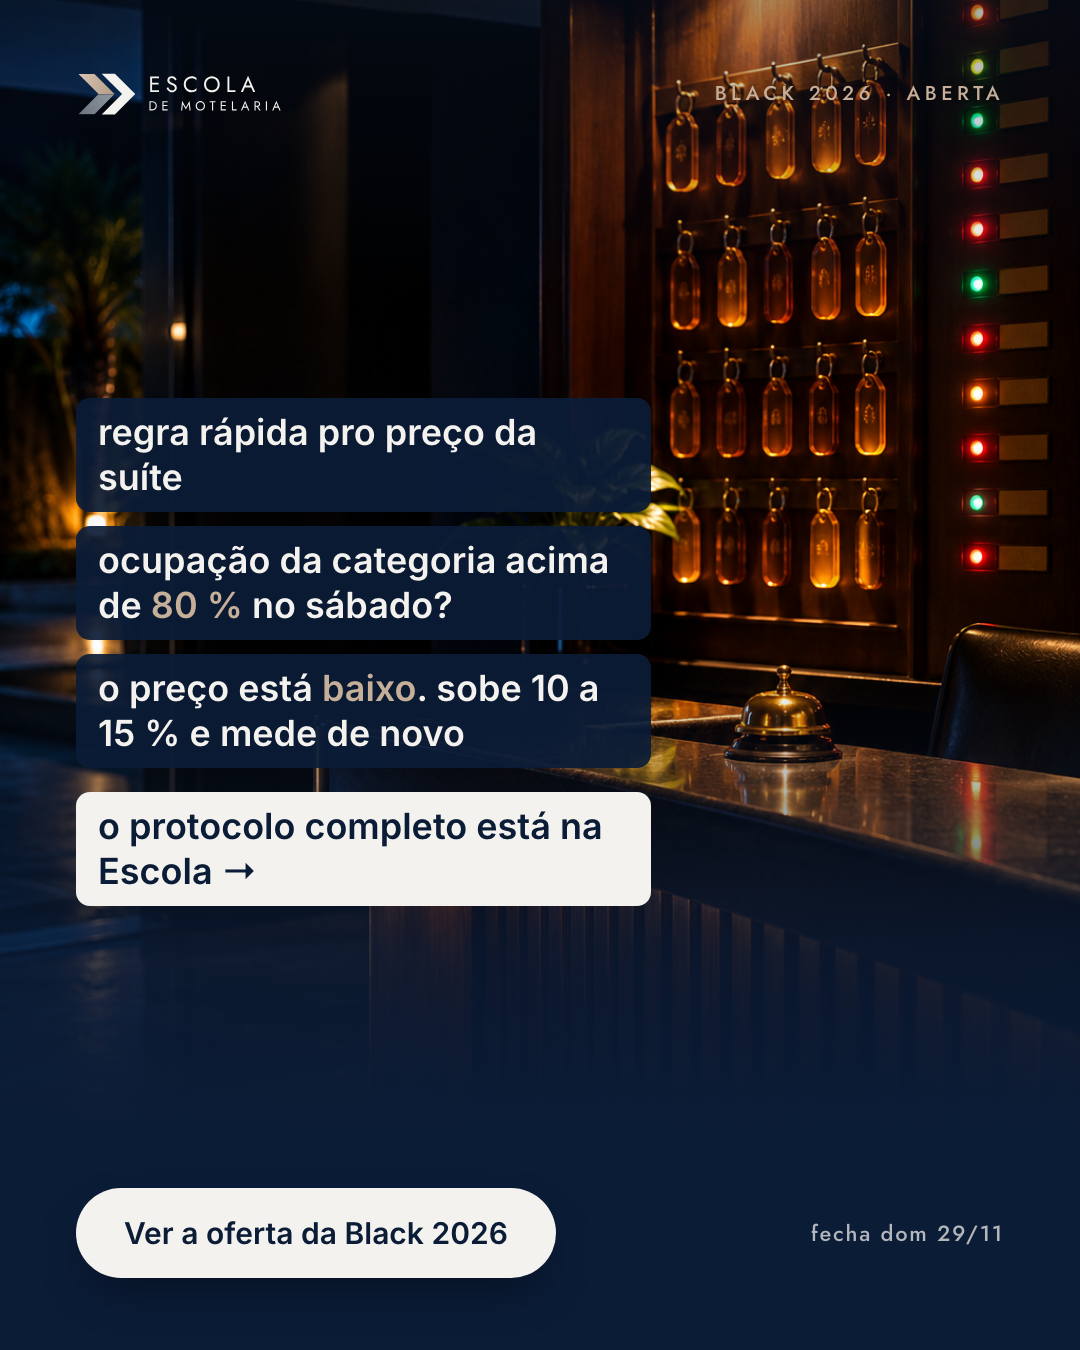 ESCOLA
DE MOTELARIA
BLACK 2026 · ABERTA
regra rápida pro preço da
suíte
ocupação da categoria acima
de 80 % no sábado?
o preço está baixo. sobe 10 a
15 % e mede de novo
o protocolo completo está na
Escola →
Ver a oferta da Black 2026
fecha dom 29/11